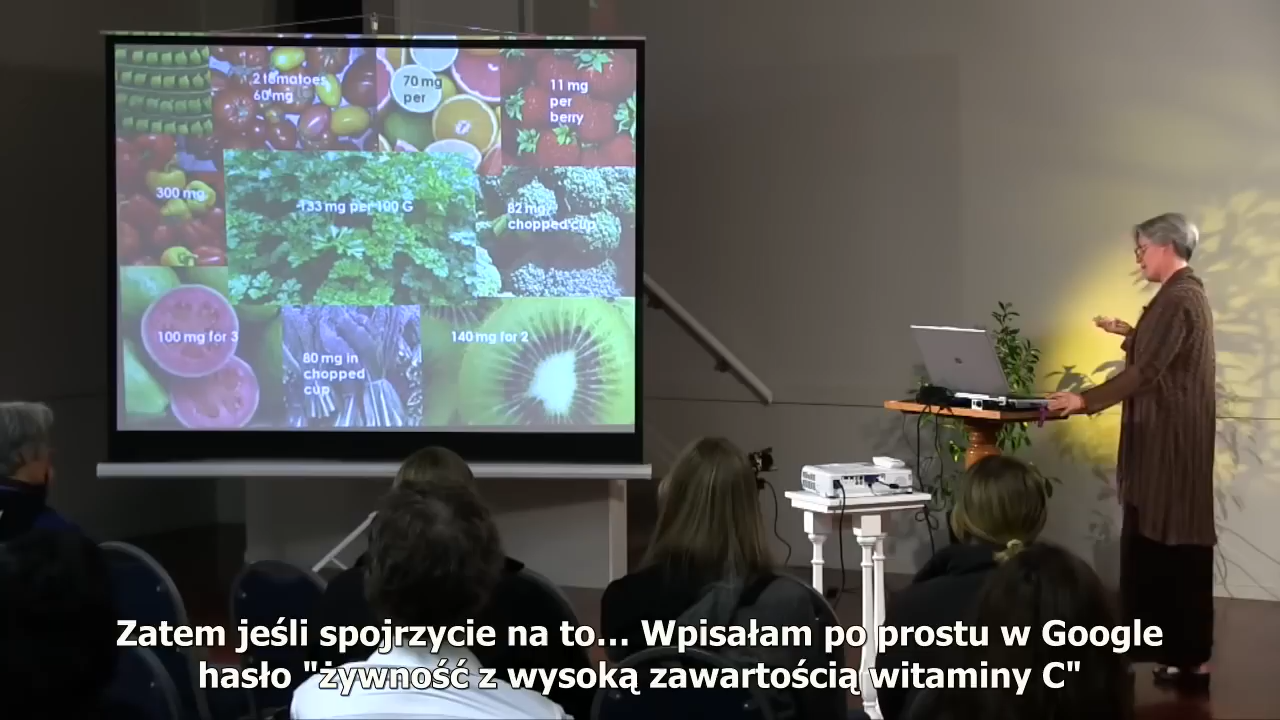 2 tomatoes
60 mg
70 mg
per
11 mg
per
berry
300 mg
133 mg per 100 G
82 mg
chopped cup
100 mg for 3
80 mg in
chopped
cup
140 mg for 2
Zatem jeśli spojrzycie na to... Wpisałam po prostu w Google
hasło "żywność z wysoką zawartością witaminy C"